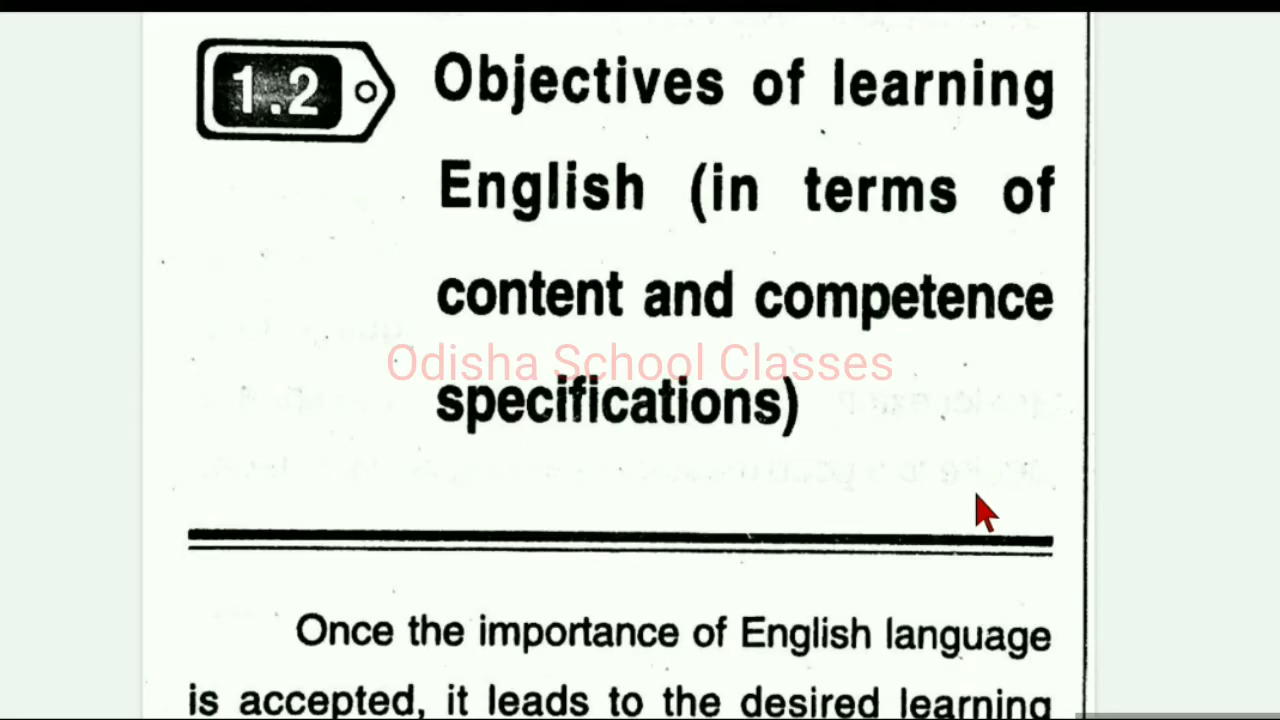 1.2
Objectives of learning
English (in terms of
content and competence
Odisha School Classes
specifications)
Once the importance of English language
is accepted, it leads to the desired learning